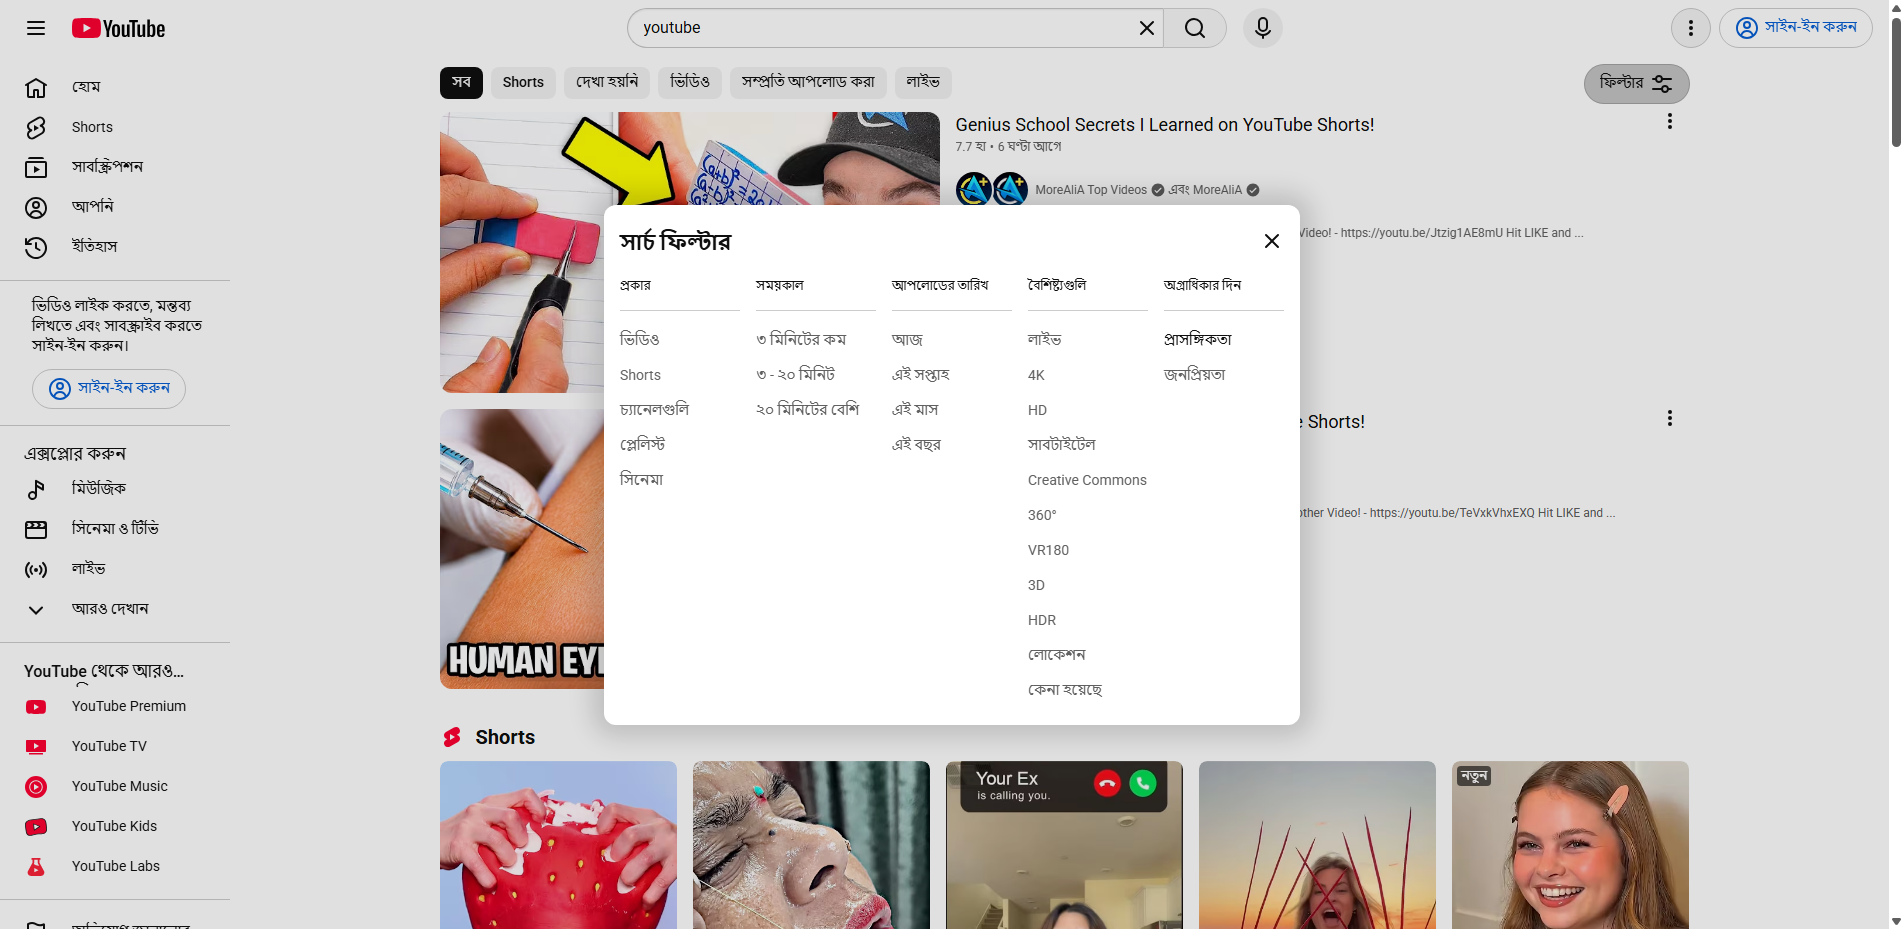 YouTube
youtube
সাইন-ইন করুন
হোম
Shorts
সাবস্ক্রিপশন
আপনি
ইতিহাস
ভিডিও লাইক করতে, মন্তব্য
লিখতে এবং সাবস্ক্রাইব করতে
সাইন-ইন করুন।
সাইন-ইন করুন
এক্সপ্লোর করুন
মিউজিক
সিনেমা ও টিভি
লাইভ
আরও দেখান
YouTube থেকে আরও...
YouTube Premium
YouTube TV
YouTube Music
YouTube Kids
YouTube Labs
সব Shorts দেখা হয়নি ভিডিও সম্প্রতি আপলোড করা লাইভ
ফিল্টার
Genius School Secrets I Learned on YouTube Shorts!
7.7 হা • 6 ঘণ্টা আগে
MoreAliA Top Videos এবং MoreAliA
Video! - https://youtu.be/Jtzig1AE8mU Hit LIKE and ...
সার্চ ফিল্টার
প্রকার
ভিডিও
Shorts
চ্যানেলগুলি
প্লেলিস্ট
সিনেমা
সময়কাল
৩ মিনিটের কম
৩ - ২০ মিনিট
২০ মিনিটের বেশি
আপলোডের তারিখ
আজ
এই সপ্তাহ
এই মাস
এই বছর
বৈশিষ্ট্যগুলি
লাইভ
4K
HD
সাবটাইটেল
Creative Commons
360°
VR180
3D
HDR
লোকেশন
কেনা হয়েছে
অগ্রাধিকার দিন
প্রাসঙ্গিকতা
জনপ্রিয়তা
Shorts!
other Video! - https://youtu.be/TeVxkVhxEXQ Hit LIKE and ...
HUMAN EYE
Shorts
Your Ex
is calling you.
নতুন